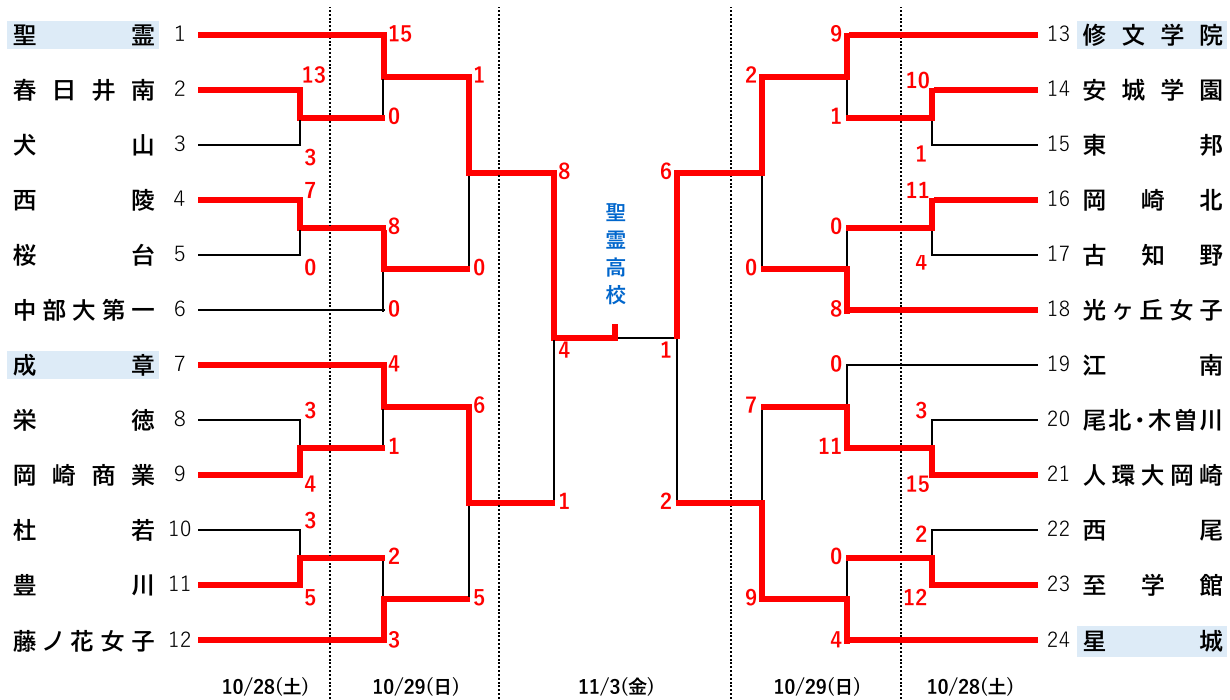 聖霊 1
春日井南 2
犬山 3
西陵 4
桜台 5
中部大第一 6
成章 7
栄徳 8
岡崎商業 9
杜若 10
豊川 11
藤ノ花女子 12
13
3
7
0
3
4
3
5
15
0
8
0
4
1
2
3
1
0
6
5
8
1
4
聖霊高校
1
6
2
2
0
7
9
9
1
0
8
0
11
0
4
10
1
11
4
3
15
2
12
13 修文学院
14 安城学園
15 東邦
16 岡崎北
17 古知野
18 光ヶ丘女子
19 江南
20 尾北・木曽川
21 人環大岡崎
22 西尾
23 至学館
24 星城
10/28(土)
10/29(日)
11/3(金)
10/29(日)
10/28(土)